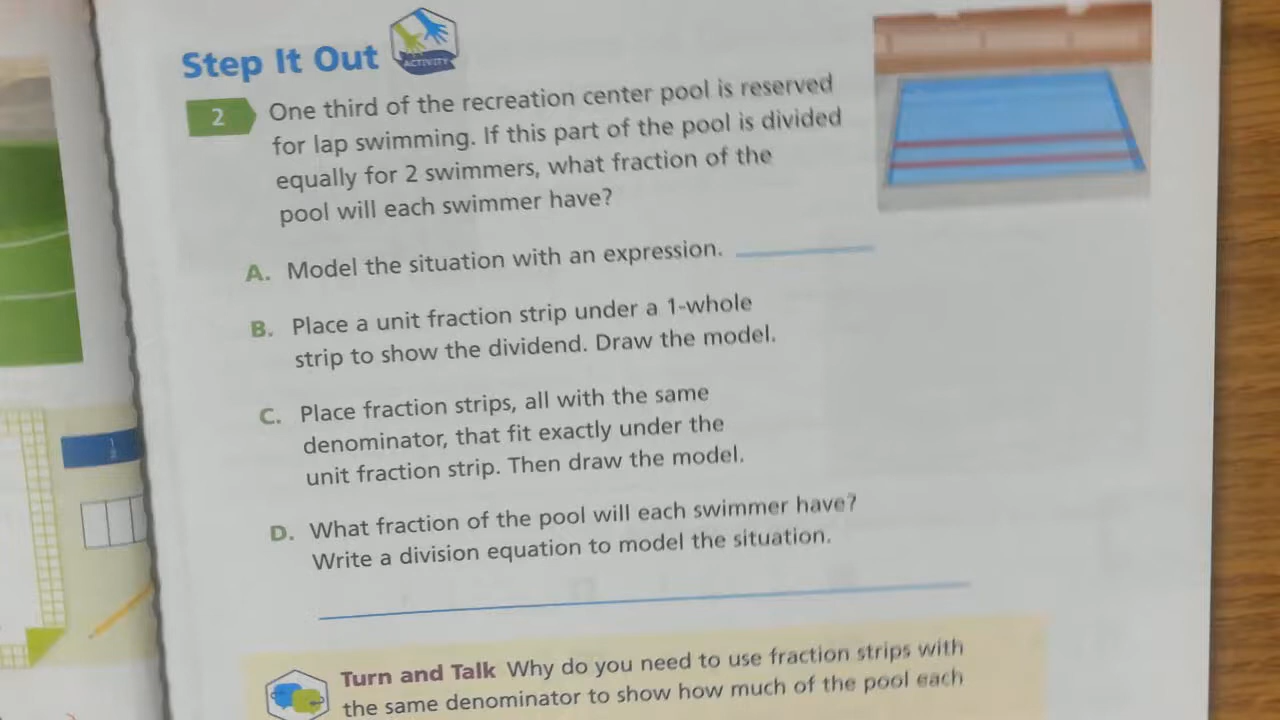 Step It Out
ACTIVITY
2 One third of the recreation center pool is reserved
for lap swimming. If this part of the pool is divided
equally for 2 swimmers, what fraction of the
pool will each swimmer have?
A. Model the situation with an expression.
B. Place a unit fraction strip under a 1-whole
strip to show the dividend. Draw the model.
C. Place fraction strips, all with the same
denominator, that fit exactly under the
unit fraction strip. Then draw the model.
D. What fraction of the pool will each swimmer have?
Write a division equation to model the situation.
Turn and Talk Why do you need to use fraction strips with
the same denominator to show how much of the pool each